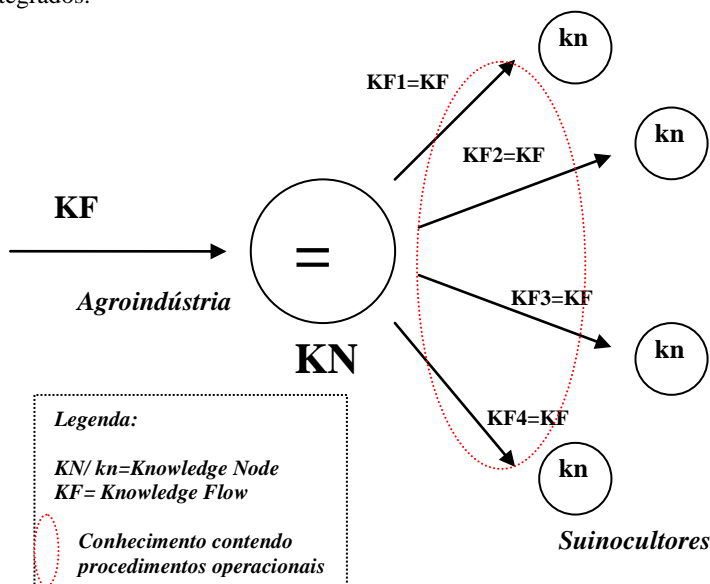 tegrados.
kn
KF1=KF
kn
KF2=KF
KF
=
Agroindústria
KF3=KF
KN
kn
KF4=KF
kn
Suinocultores
Legenda:
KN/ kn=Knowledge Node
KF= Knowledge Flow
Conhecimento contendo
procedimentos operacionais